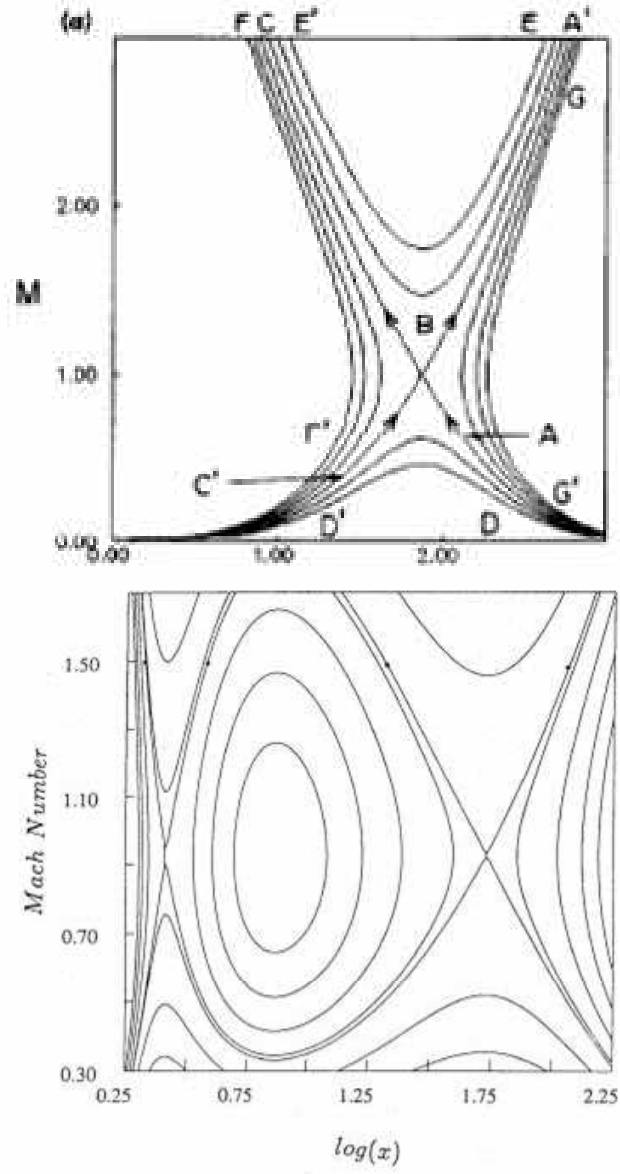 (a)
F C E' E A'
G
2.00
M
B
1.00
Γ' A
C' G'
D' D
0.00
0.00 1.00 2.00
1.50
1.10
Mach Number
0.70
0.30
0.25 0.75 1.25 1.75 2.25
log(x)